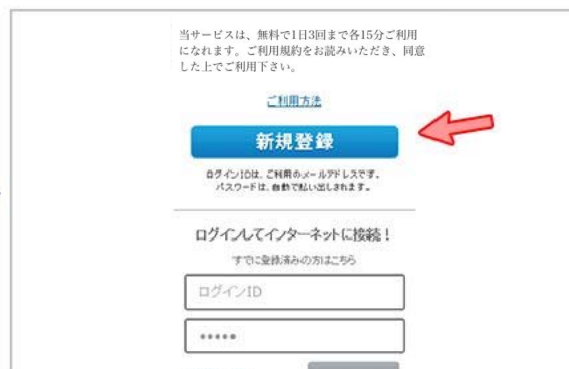 当サービスは、無料で1日3回まで各15分ご利用
になれます。ご利用規約をお読みいただき、同意
した上でご利用下さい。
ご利用方法
新規登録
ログインIDは、ご利用のメールアドレスです。
パスワードは、自動で払い出しされます。
ログインしてインターネットに接続!
すでに登録済みの方はこちら
ログインID
*****